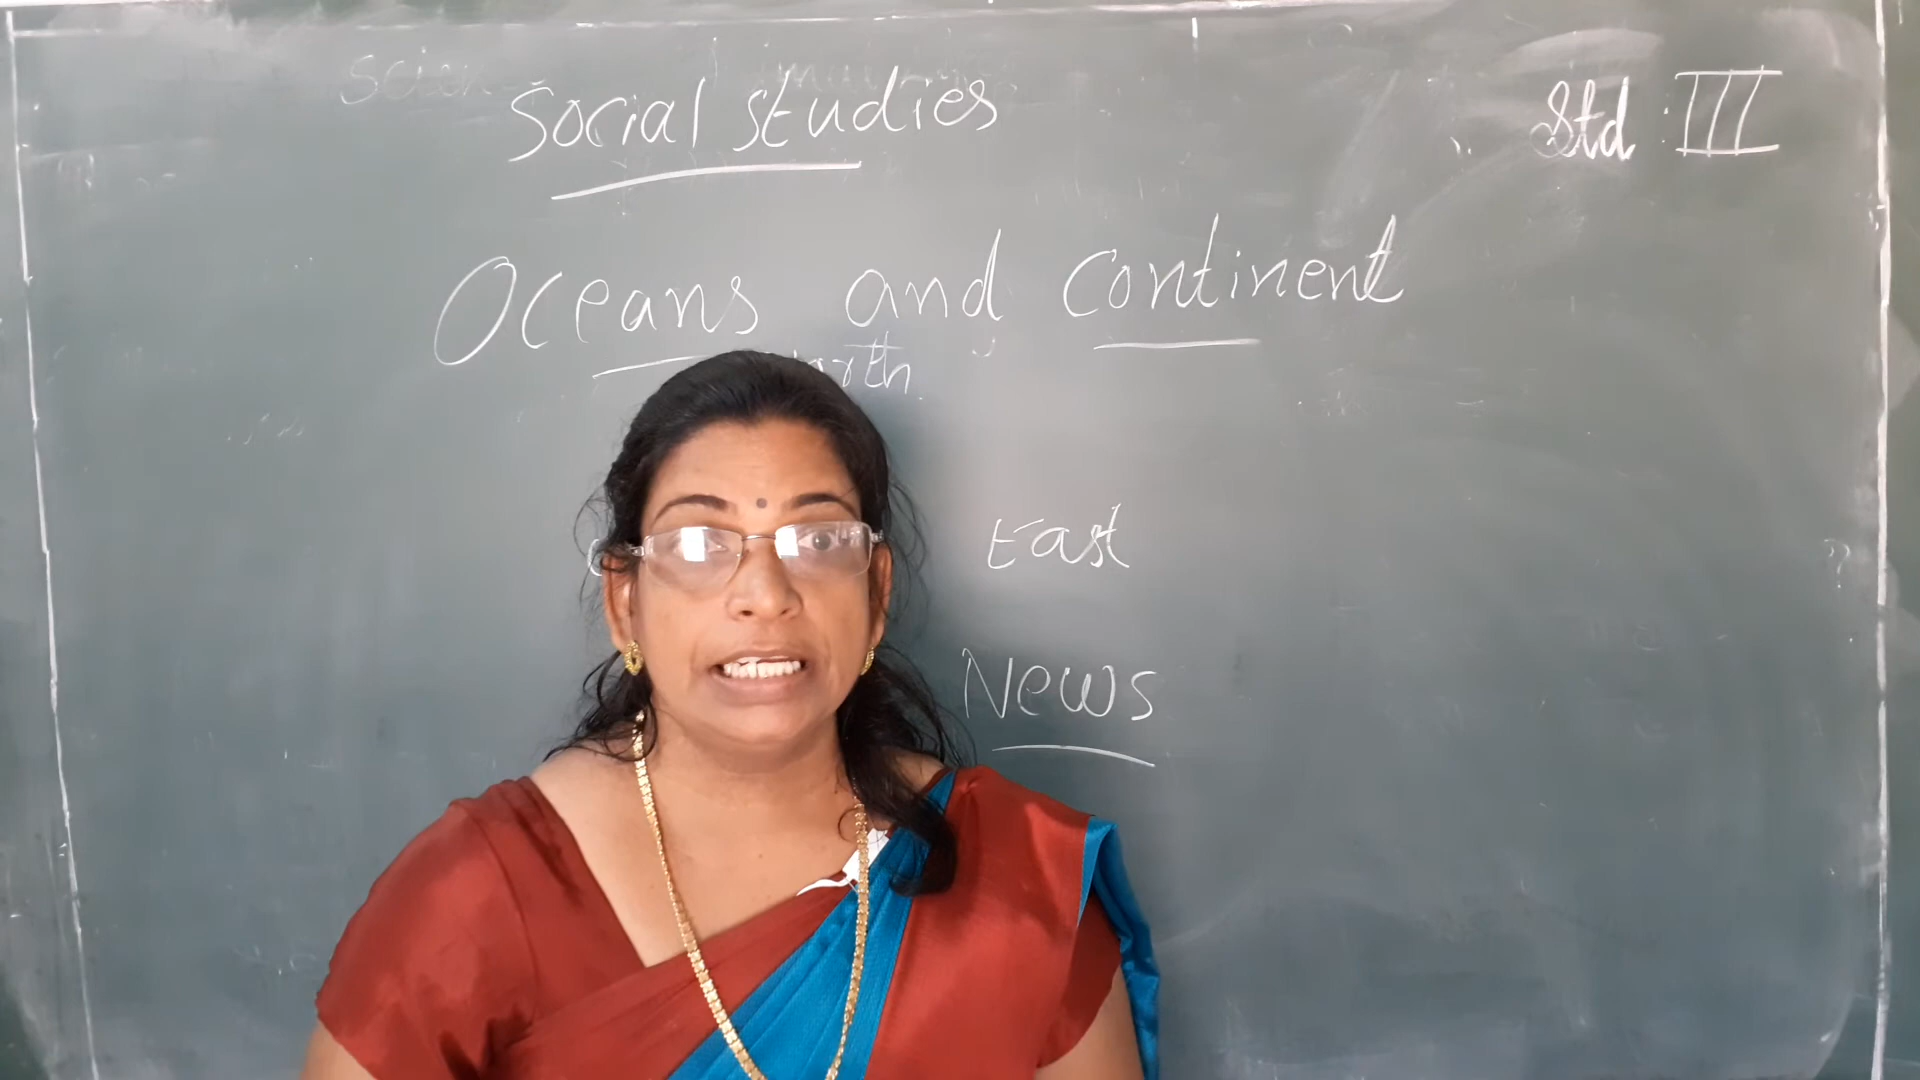 Social studies
Std : III
Oceans and continent
East
News